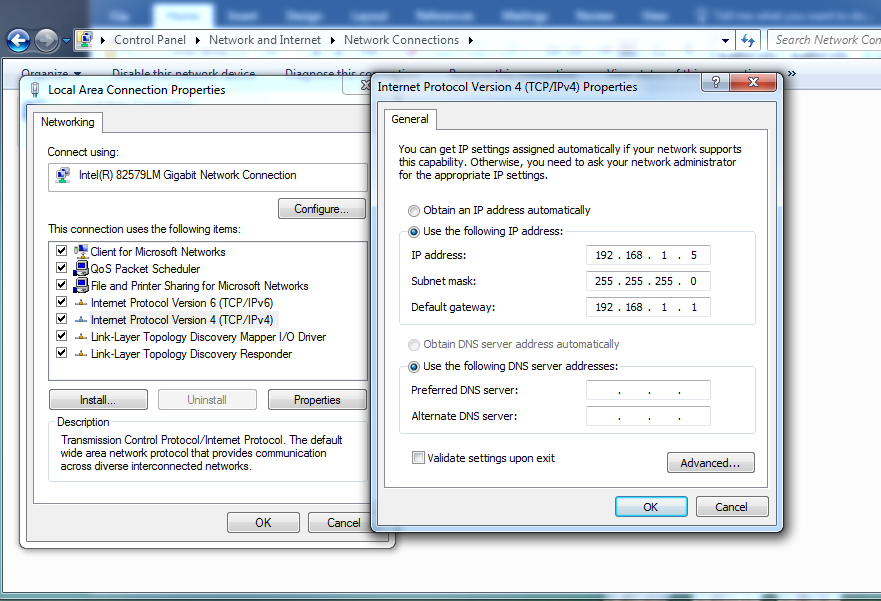 File Home Insert Design Layout References Mailings Review View Tell me what you want to do...
Control Panel Network and Internet Network Connections
Search Network Con
Organize Disable this network device Diagnose this connection »
Local Area Connection Properties
Networking
Connect using:
Intel(R) 82579LM Gigabit Network Connection
Configure...
This connection uses the following items:
Client for Microsoft Networks
QoS Packet Scheduler
File and Printer Sharing for Microsoft Networks
Internet Protocol Version 6 (TCP/IPv6)
Internet Protocol Version 4 (TCP/IPv4)
Link-Layer Topology Discovery Mapper I/O Driver
Link-Layer Topology Discovery Responder
Install... Uninstall Properties
Description
Transmission Control Protocol/Internet Protocol. The default
wide area network protocol that provides communication
across diverse interconnected networks.
OK Cancel
Internet Protocol Version 4 (TCP/IPv4) Properties
General
You can get IP settings assigned automatically if your network supports
this capability. Otherwise, you need to ask your network administrator
for the appropriate IP settings.
Obtain an IP address automatically
Use the following IP address:
IP address: 192 . 168 . 1 . 5
Subnet mask: 255 . 255 . 255 . 0
Default gateway: 192 . 168 . 1 . 1
Obtain DNS server address automatically
Use the following DNS server addresses:
Preferred DNS server: . . .
Alternate DNS server: . . .
Validate settings upon exit
Advanced...
OK Cancel